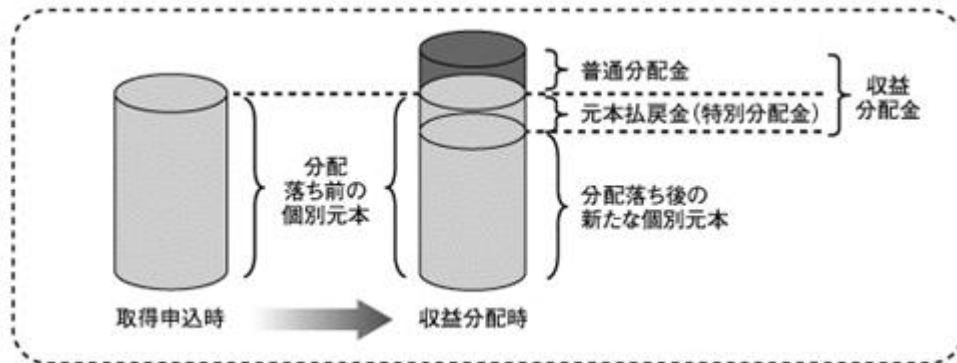 普通分配金
元本払戻金(特別分配金)
収益
分配金
分配
落ち前の
個別元本
分配落ち後の
新たな個別元本
取得申込時
収益分配時